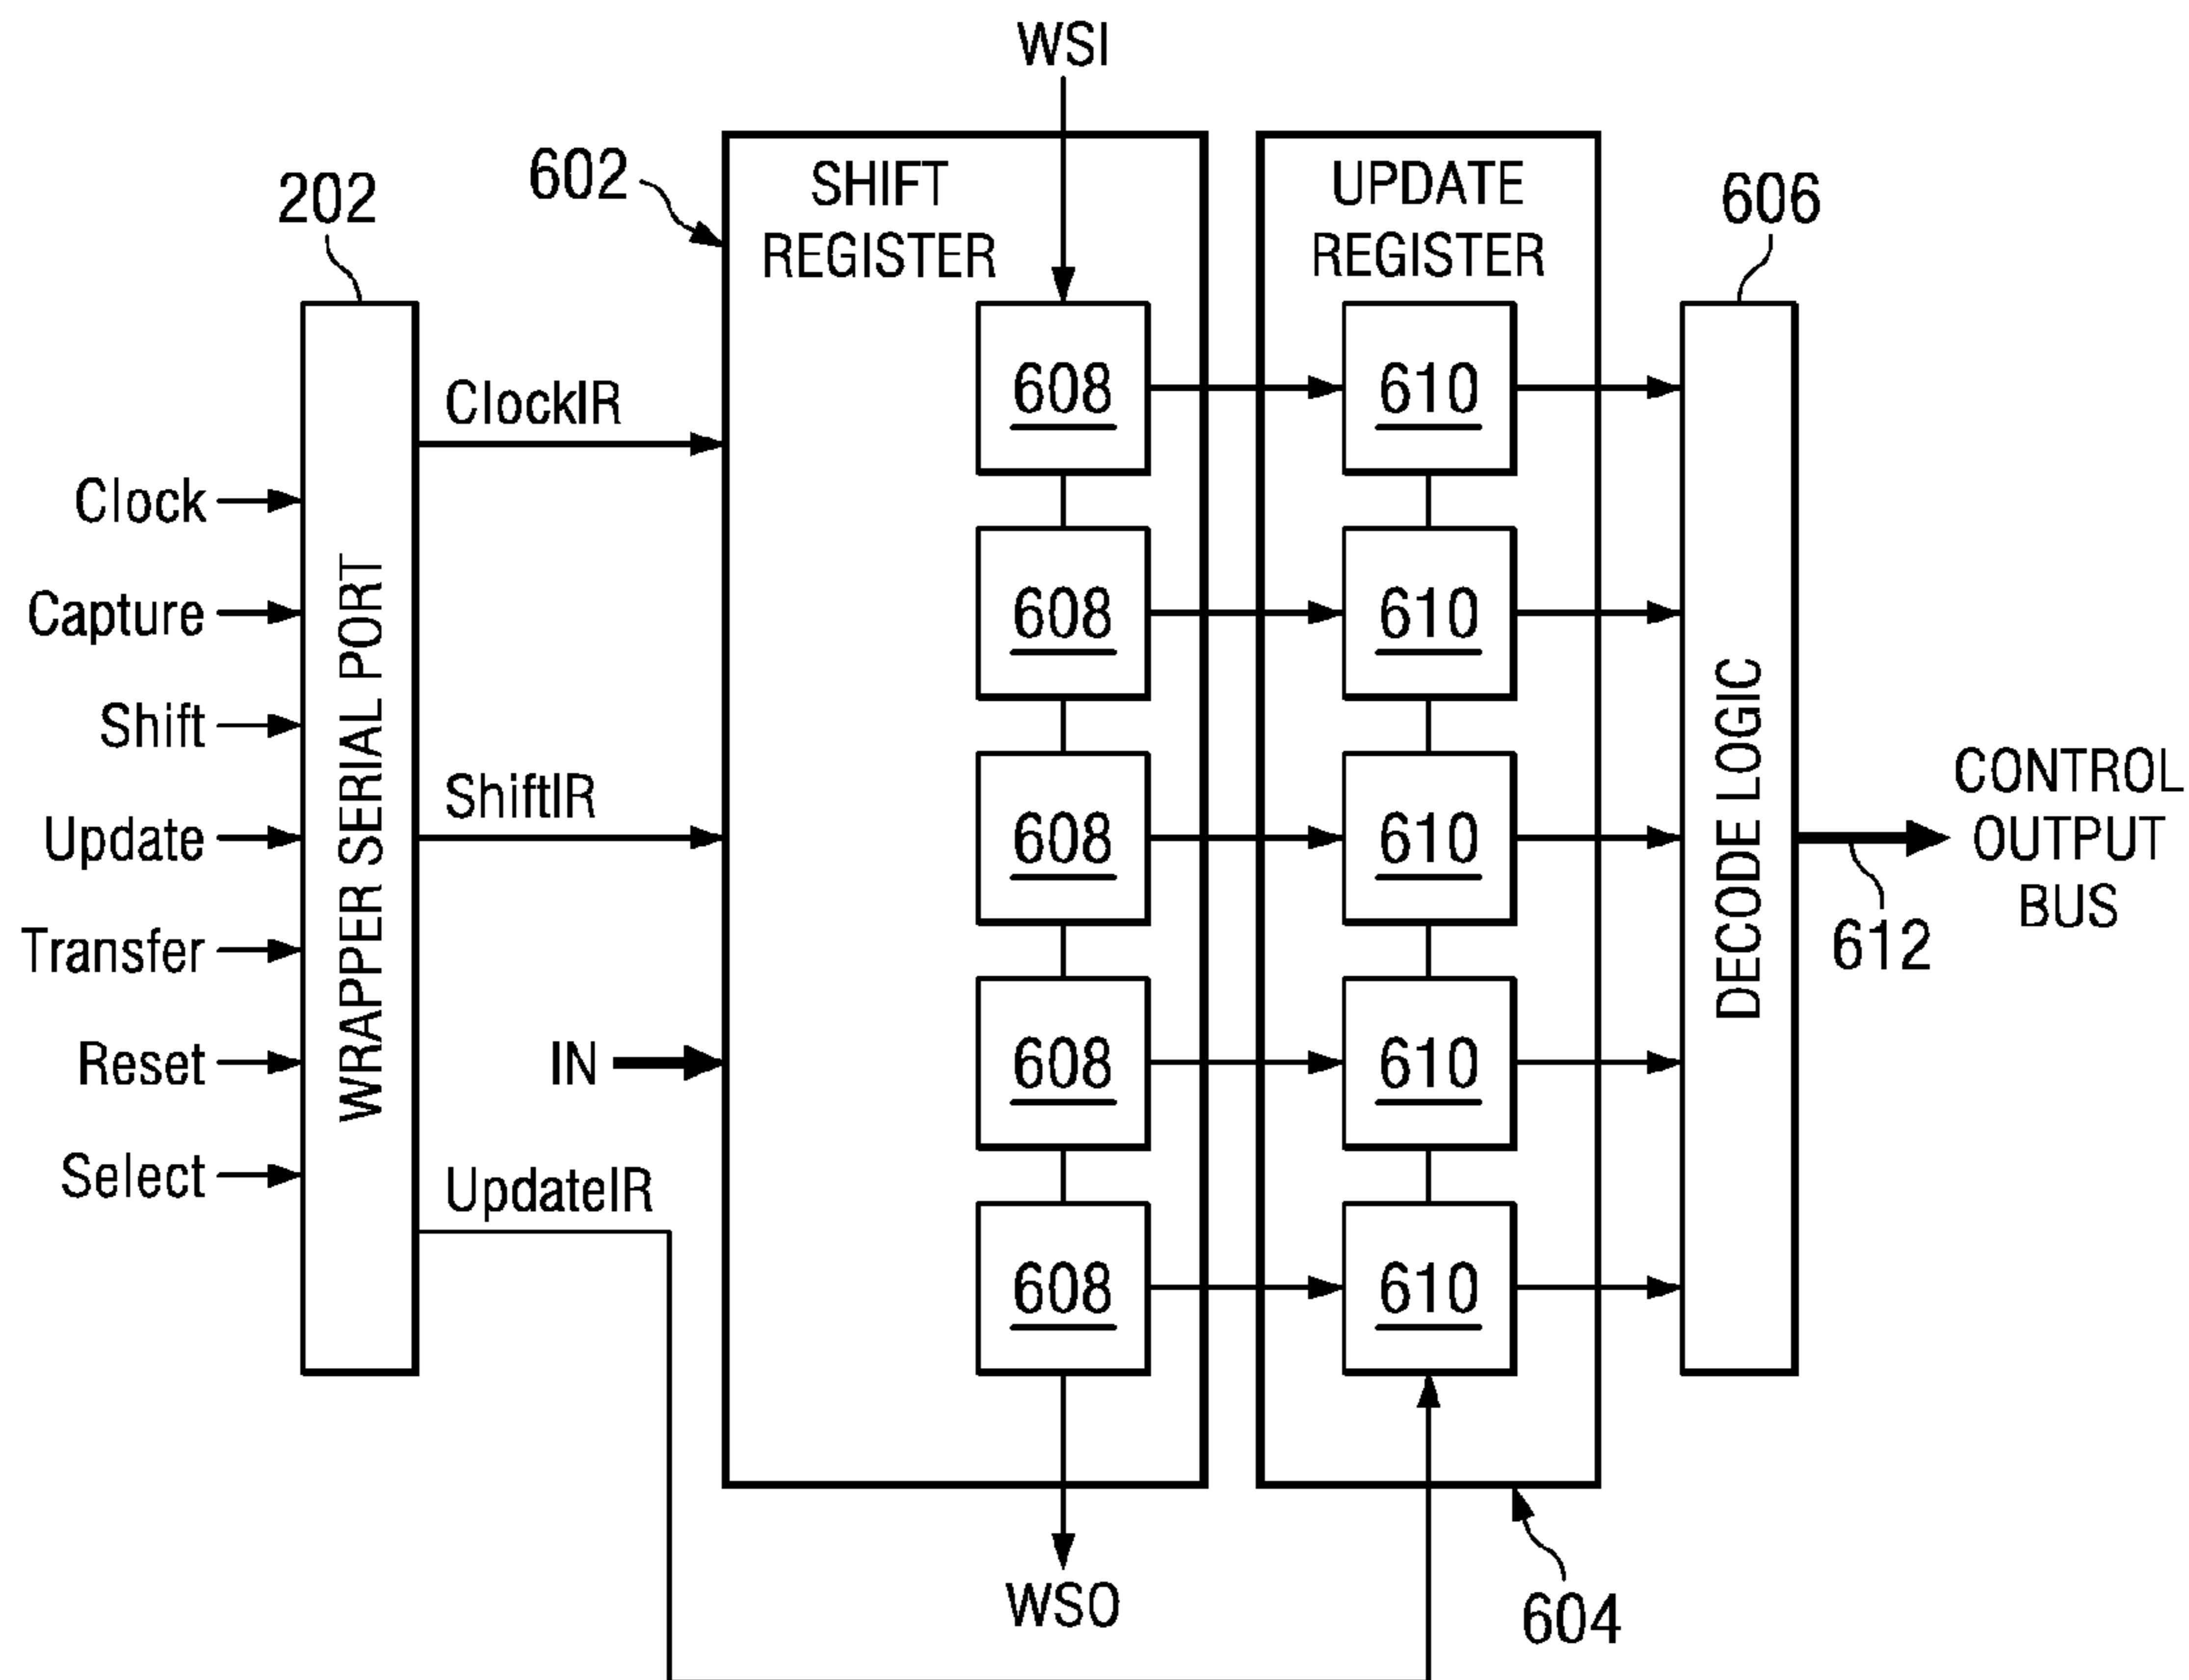 WSI
602
SHIFT
REGISTER
UPDATE
REGISTER
202
606
ClockIR
Clock
Capture
Shift
Update
Transfer
Reset
Select
WRAPPER SERIAL PORT
ShiftIR
IN
UpdateIR
608
610
608
610
608
610
608
610
608
610
DECODE LOGIC
CONTROL
OUTPUT
BUS
612
WSO
604